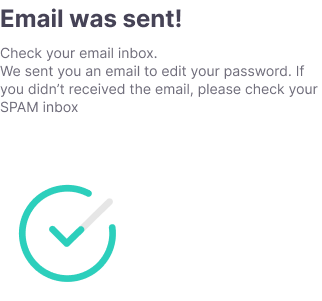 Email was sent!
Check your email inbox.
We sent you an email to edit your password. If
you didn’t received the email, please check your
SPAM inbox